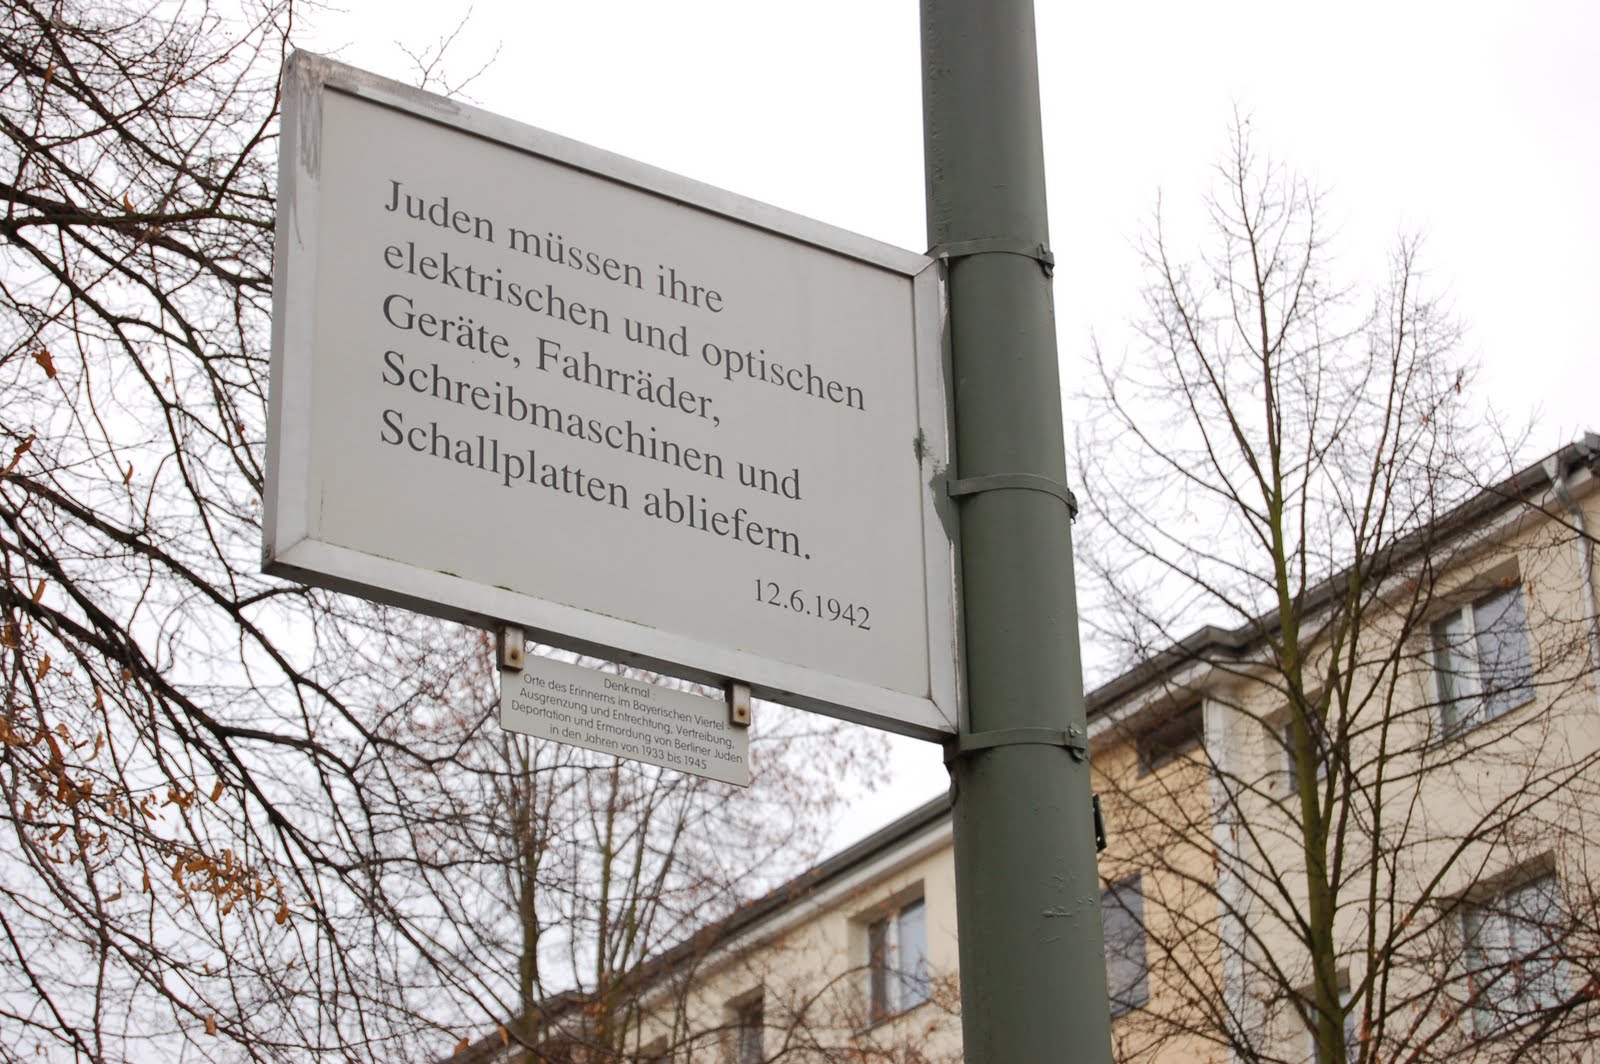 Juden müssen ihre
elektrischen und optischen
Geräte, Fahrräder,
Schreibmaschinen und
Schallplatten abliefern.
12.6.1942
Denkmal :
Orte des Erinnerns im Bayerischen Viertel –
Ausgrenzung und Entrechtung, Vertreibung,
Deportation und Ermordung von Berliner Juden
in den Jahren von 1933 bis 1945